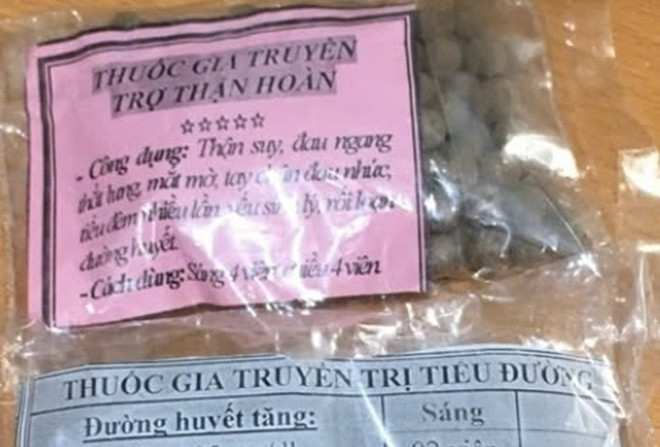 THUỐC GIA TRUYỀN
TRỢ THẬN HOÀN
☆☆☆☆☆
- Công dụng: Thận suy, đau ngang
thắt lưng, mắt mờ, tay chân đau nhức,
tiểu đêm nhiều lần, yếu sinh lý, rối loạn
đường huyết.
- Cách dùng: Sáng 4 viên, chiều 4 viên
THUỐC GIA TRUYỀN TRỊ TIỂU ĐƯỜNG
Đường huyết tăng: Sáng
02 viên